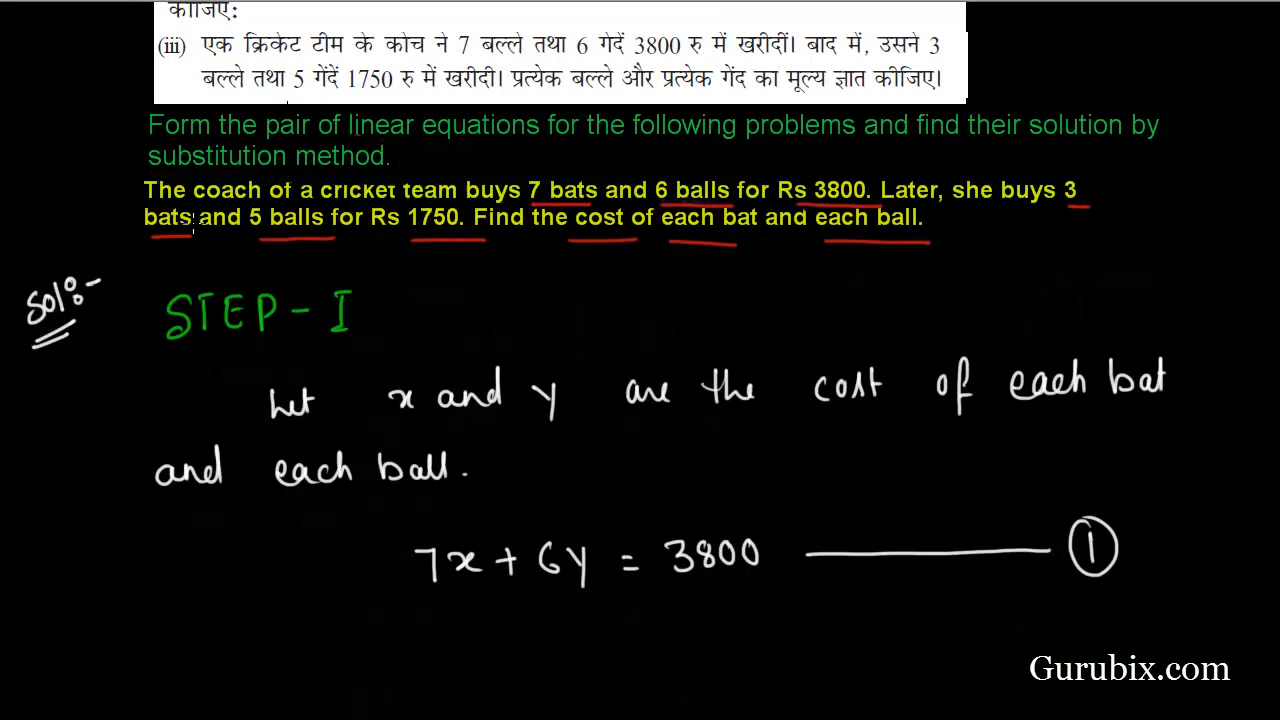 कीजिए:
(iii) एक क्रिकेट टीम के कोच ने 7 बल्ले तथा 6 गेदें 3800 रु में खरीदीं। बाद में, उसने 3
बल्ले तथा 5 गेंदें 1750 रु में खरीदी। प्रत्येक बल्ले और प्रत्येक गेंद का मूल्य ज्ञात कीजिए।
Form the pair of linear equations for the following problems and find their solution by
substitution method.
The coach of a cricket team buys 7 bats and 6 balls for Rs 3800. Later, she buys 3
bats and 5 balls for Rs 1750. Find the cost of each bat and each ball.
Sol:-
STEP - I
Let x and y are the cost of each bat
and each ball.
7x + 6y = 3800 ——— 1
Gurubix.com